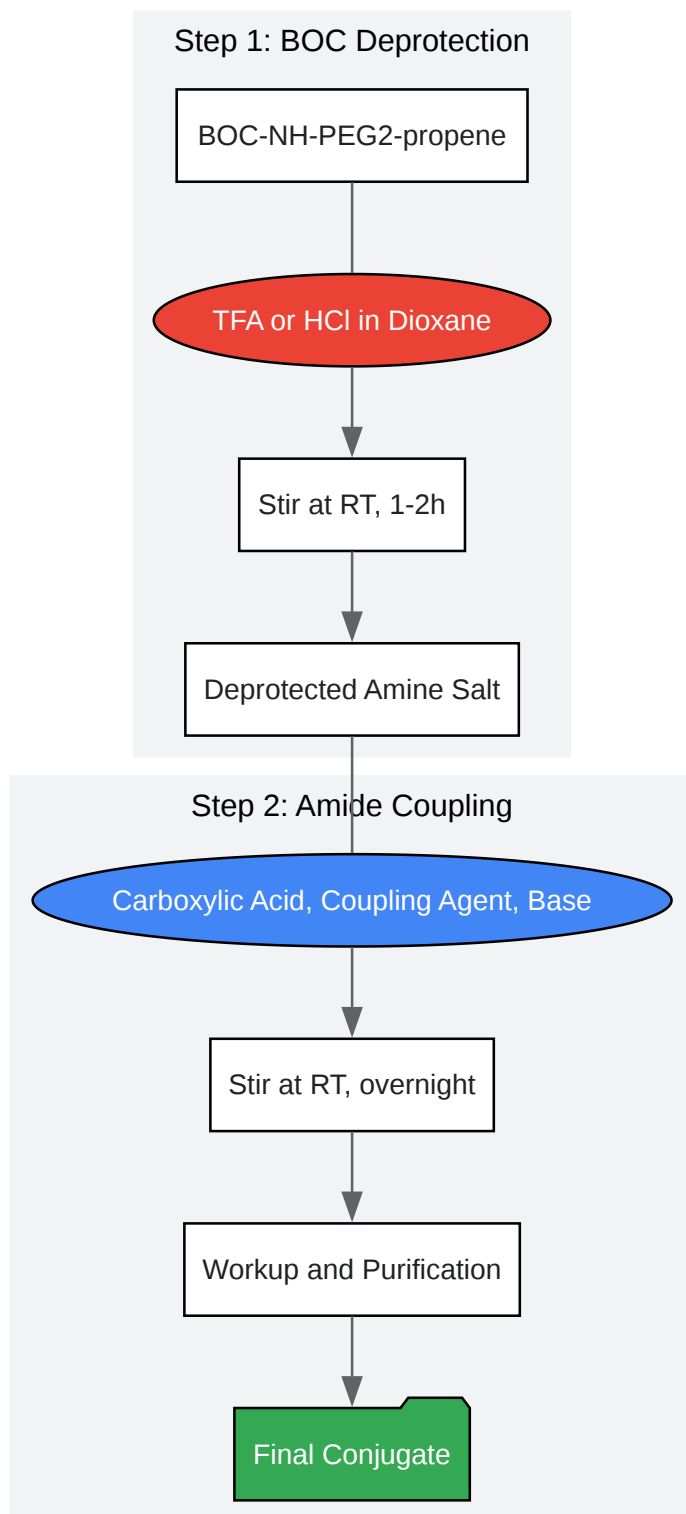 Step 1: BOC Deprotection
BOC-NH-PEG2-propene
TFA or HCl in Dioxane
Stir at RT, 1-2h
Deprotected Amine Salt
Step 2: Amide Coupling
Carboxylic Acid, Coupling Agent, Base
Stir at RT, overnight
Workup and Purification
Final Conjugate